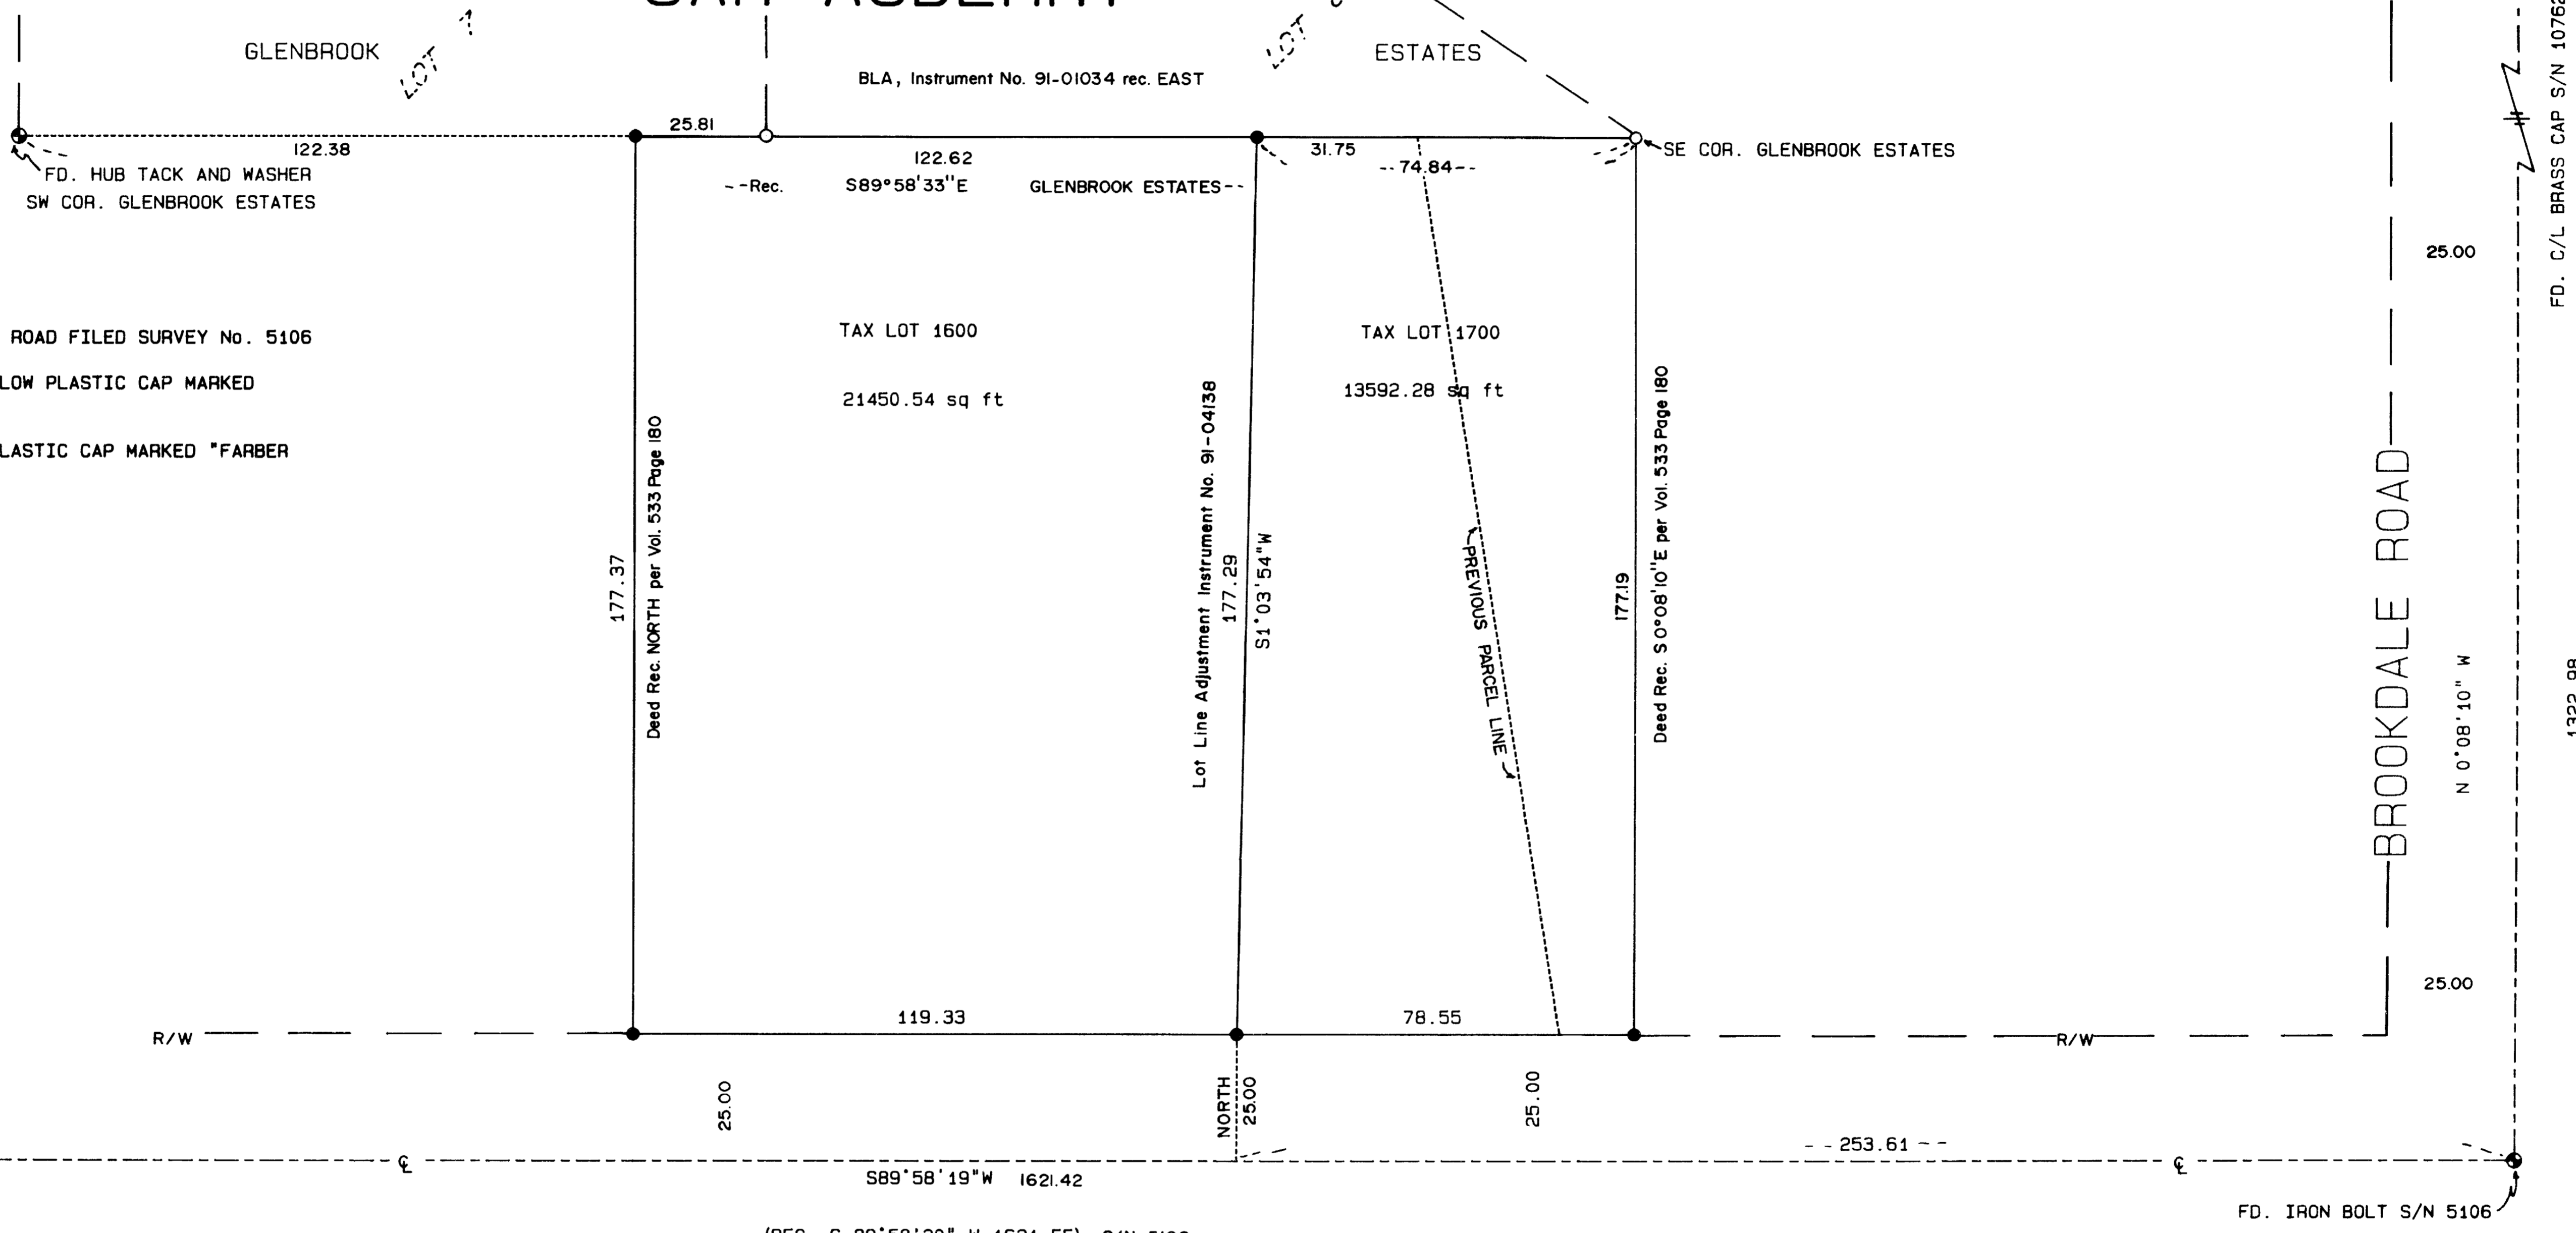 GLENBROOK
LOT
LOT
ESTATES
BLA, Instrument No. 91-01034 rec. EAST
25.81
122.38
122.62
31.75
--74.84--
SE COR. GLENBROOK ESTATES
FD. HUB TACK AND WASHER
SW COR. GLENBROOK ESTATES
--Rec. S89°58'33"E GLENBROOK ESTATES--
FD. C/L BRASS CAP S/N 10762
25.00
ROAD FILED SURVEY No. 5106
LOW PLASTIC CAP MARKED
LASTIC CAP MARKED "FARBER
TAX LOT 1600
21450.54 sq ft
TAX LOT 1700
13592.28 sq ft
177.37
Deed Rec. NORTH per Vol. 533 Page 180
Lot Line Adjustment Instrument No. 91-04138
177.29
S1°03'54"W
PREVIOUS PARCEL LINE
177.19
Deed Rec. S 0°08'10"E per Vol. 533 Page 180
BROOKDALE ROAD
N 0°08'10" W
1322.98
25.00
R/W
119.33
78.55
R/W
25.00
NORTH
25.00
25.00
--253.61--
S89°58'19"W 1621.42
FD. IRON BOLT S/N 5106